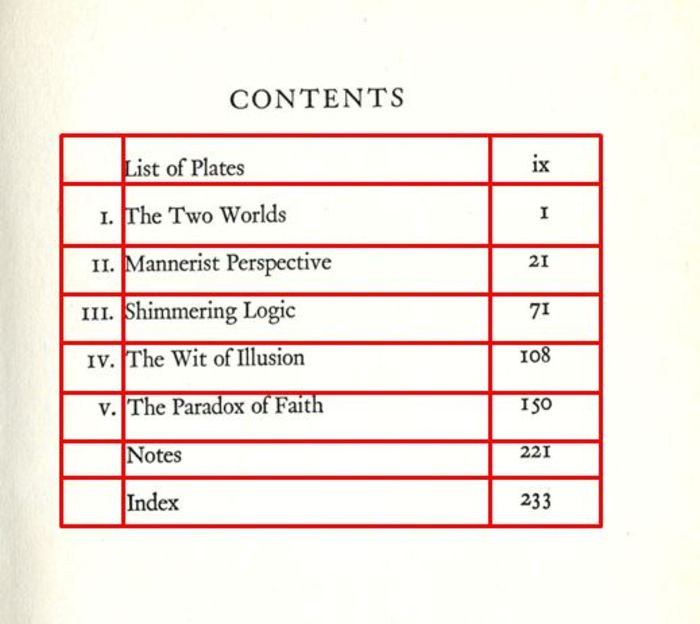 CONTENTS
List of Plates ix
I. The Two Worlds 1
II. Mannerist Perspective 21
III. Shimmering Logic 71
IV. The Wit of Illusion 108
V. The Paradox of Faith 150
Notes 221
Index 233